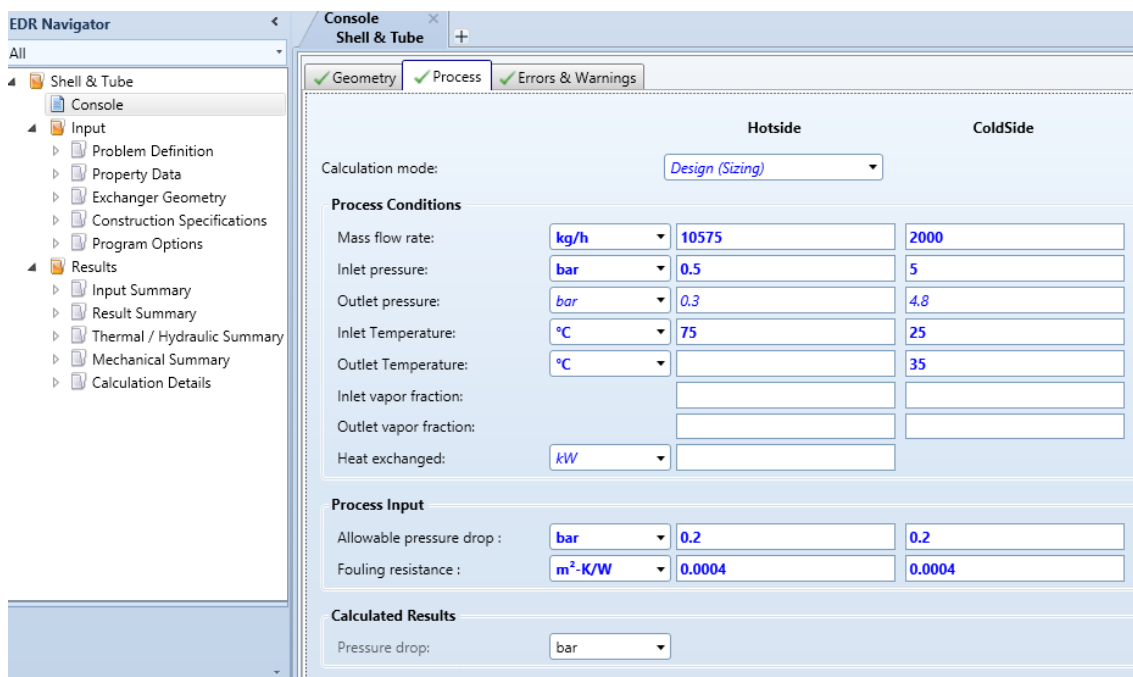 EDR Navigator
All
Shell & Tube
Console
Input
Problem Definition
Property Data
Exchanger Geometry
Construction Specifications
Program Options
Results
Input Summary
Result Summary
Thermal / Hydraulic Summary
Mechanical Summary
Calculation Details
Console
Shell & Tube
Geometry Process Errors & Warnings
Hotside ColdSide
Calculation mode: Design (Sizing)
Process Conditions
Mass flow rate: kg/h 10575 2000
Inlet pressure: bar 0.5 5
Outlet pressure: bar 0.3 4.8
Inlet Temperature: °C 75 25
Outlet Temperature: °C 35
Inlet vapor fraction:
Outlet vapor fraction:
Heat exchanged: kW
Process Input
Allowable pressure drop : bar 0.2 0.2
Fouling resistance : m²-K/W 0.0004 0.0004
Calculated Results
Pressure drop: bar